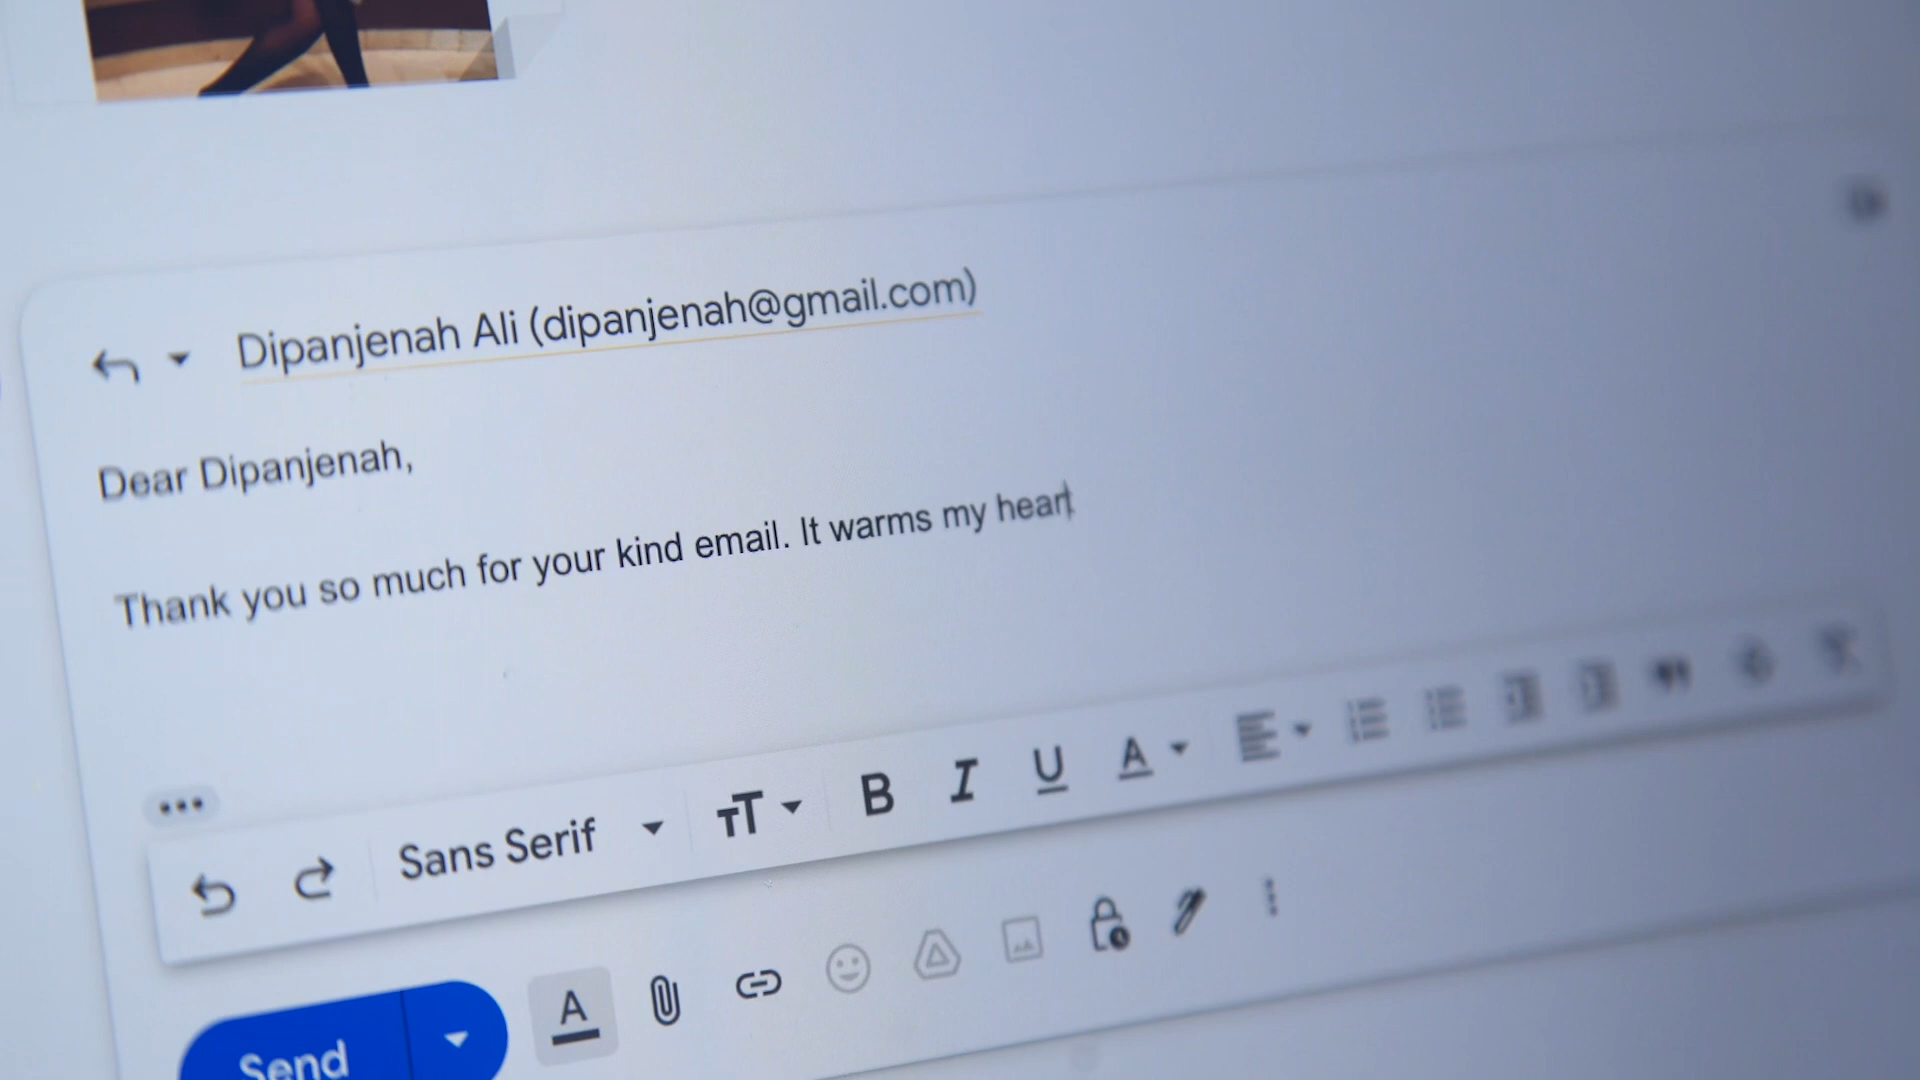 Dipanjenah Ali (dipanjenah@gmail.com)
Dear Dipanjenah,
Thank you so much for your kind email. It warms my heart
Sans Serif
B I U A
A
Send